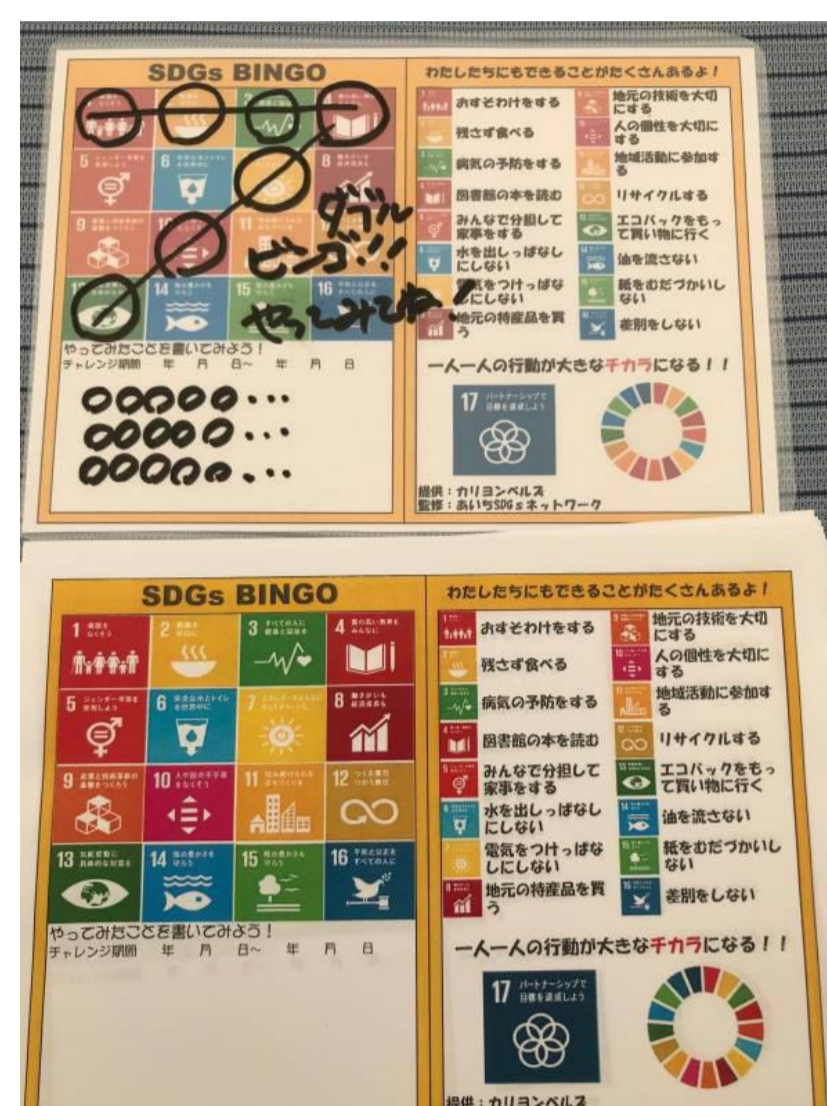 SDGs BINGO
5
6
8
9
11
14
15
16
ダブル
ビンゴ!!
やってみてね!
やってみたことを書いてみよう!
チャレンジ期間 年 月 日~ 年 月 日
○○○○○・・・
○○○○○・・・
○○○○○・・・
わたしたちにもできることがたくさんあるよ!
おすそわけをする
残さず食べる
病気の予防をする
図書館の本を読む
みんなで分担して
家事をする
水を出しっぱなし
にしない
電気をつけっぱな
しにしない
地元の特産品を買
う
地元の技術を大切
にする
人の個性を大切に
する
地域活動に参加す
る
リサイクルする
エコバックをもっ
て買い物に行く
油を流さない
紙をむだづかいし
ない
差別をしない
一人一人の行動が大きなチカラになる!!
17 パートナーシップで
目標を達成しよう
提供:カリヨンベルズ
監修:あいちSDGsネットワーク
SDGs BINGO
1 貧困を
なくそう
2 飢餓を
ゼロに
3 すべての人に
健康と福祉を
4 質の高い教育を
みんなに
5 ジェンダー平等を
実現しよう
6 安全な水とトイレ
を世界中に
7 エネルギーをみんなに
そしてクリーンに
8 働きがいも
経済成長も
9 産業と技術革新の
基盤をつくろう
10 人や国の不平等
をなくそう
11 住み続けられる
まちづくりを
12 つくる責任
つかう責任
13 気候変動に
具体的な対策を
14 海の豊かさを
守ろう
15 陸の豊かさも
守ろう
16 平和と公正を
すべての人に
やってみたことを書いてみよう!
チャレンジ期間 年 月 日~ 年 月 日
わたしたちにもできることがたくさんあるよ!
おすそわけをする
残さず食べる
病気の予防をする
図書館の本を読む
みんなで分担して
家事をする
水を出しっぱなし
にしない
電気をつけっぱな
しにしない
地元の特産品を買
う
地元の技術を大切
にする
人の個性を大切に
する
地域活動に参加す
る
リサイクルする
エコバックをもっ
て買い物に行く
油を流さない
紙をむだづかいし
ない
差別をしない
一人一人の行動が大きなチカラになる!!
17 パートナーシップで
目標を達成しよう
提供:カリヨンベルズ